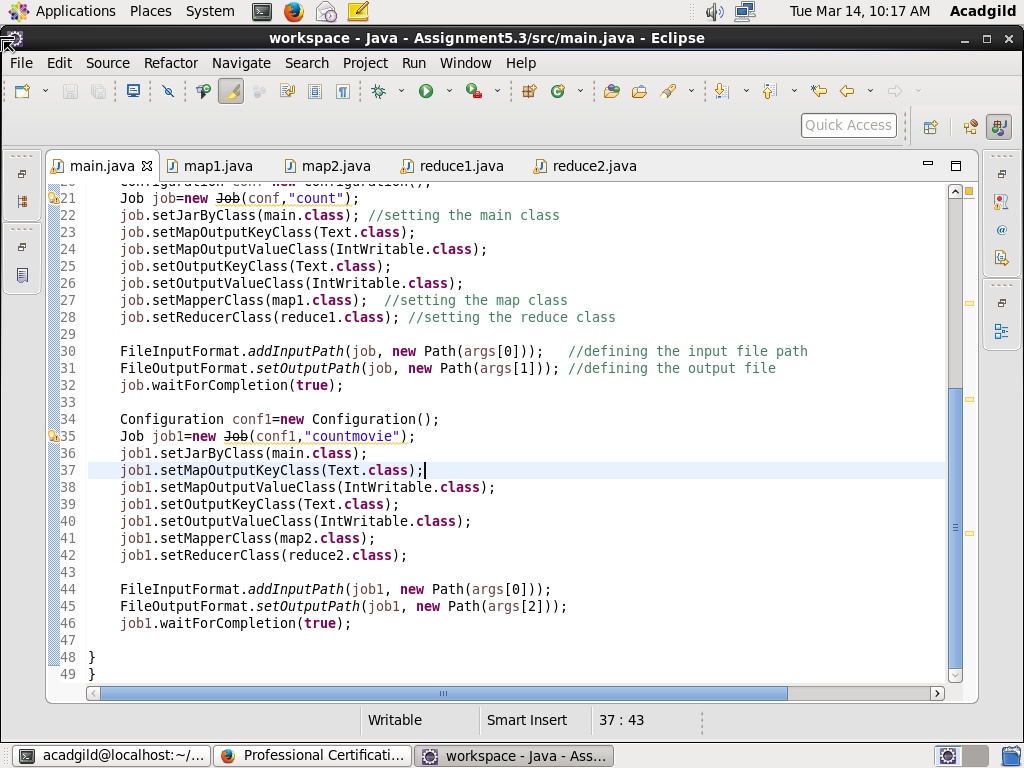 Applications Places System Tue Mar 14, 10:17 AM Acadgild
workspace - Java - Assignment5.3/src/main.java - Eclipse
File Edit Source Refactor Navigate Search Project Run Window Help
Quick Access
main.java map1.java map2.java reduce1.java reduce2.java
20 Configuration conf=new Configuration();
21 Job job=new Job(conf,"count");
22 job.setJarByClass(main.class); //setting the main class
23 job.setMapOutputKeyClass(Text.class);
24 job.setMapOutputValueClass(IntWritable.class);
25 job.setOutputKeyClass(Text.class);
26 job.setOutputValueClass(IntWritable.class);
27 job.setMapperClass(map1.class);  //setting the map class
28 job.setReducerClass(reduce1.class); //setting the reduce class
29
30 FileInputFormat.addInputPath(job, new Path(args[0]));   //defining the input file path
31 FileOutputFormat.setOutputPath(job, new Path(args[1])); //defining the output file
32 job.waitForCompletion(true);
33
34 Configuration conf1=new Configuration();
35 Job job1=new Job(conf1,"countmovie");
36 job1.setJarByClass(main.class);
37 job1.setMapOutputKeyClass(Text.class);
38 job1.setMapOutputValueClass(IntWritable.class);
39 job1.setOutputKeyClass(Text.class);
40 job1.setOutputValueClass(IntWritable.class);
41 job1.setMapperClass(map2.class);
42 job1.setReducerClass(reduce2.class);
43
44 FileInputFormat.addInputPath(job1, new Path(args[0]));
45 FileOutputFormat.setOutputPath(job1, new Path(args[2]));
46 job1.waitForCompletion(true);
47
48 }
49 }
Writable Smart Insert 37 : 43
acadgild@localhost:~/... Professional Certificati... workspace - Java - Ass...